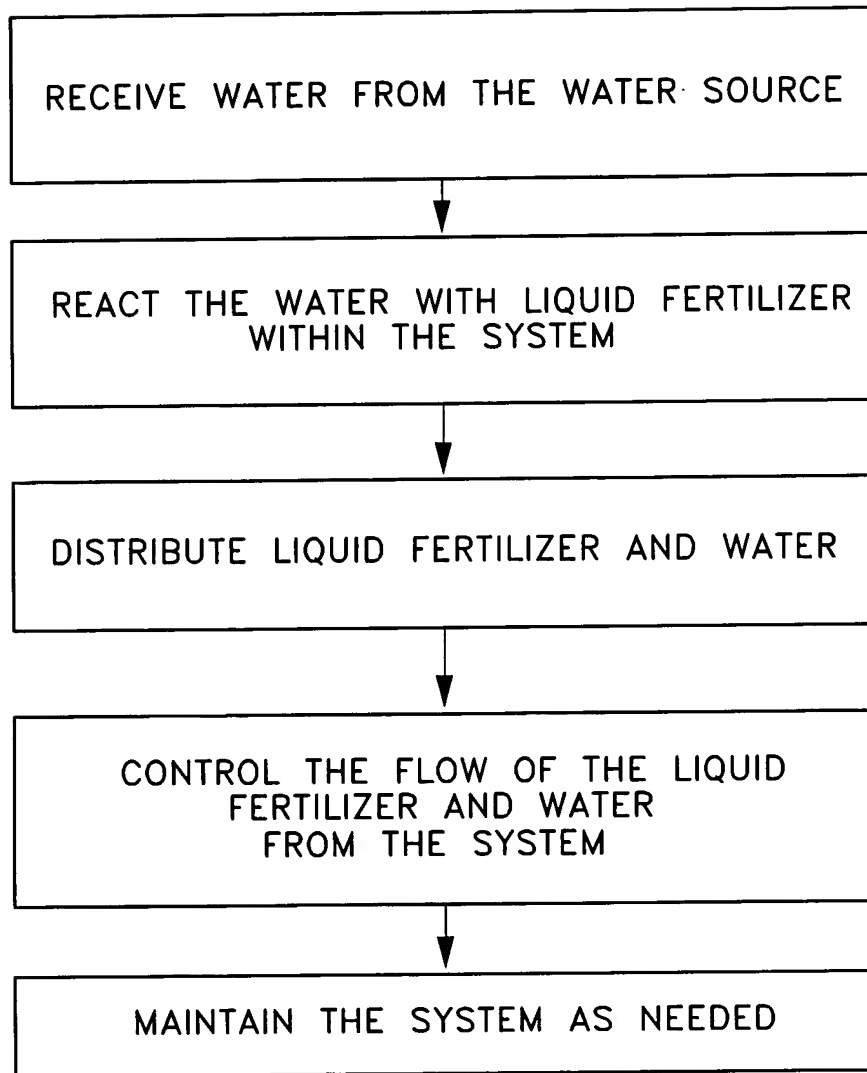 RECEIVE WATER FROM THE WATER SOURCE
REACT THE WATER WITH LIQUID FERTILIZER
WITHIN THE SYSTEM
DISTRIBUTE LIQUID FERTILIZER AND WATER
CONTROL THE FLOW OF THE LIQUID
FERTILIZER AND WATER
FROM THE SYSTEM
MAINTAIN THE SYSTEM AS NEEDED